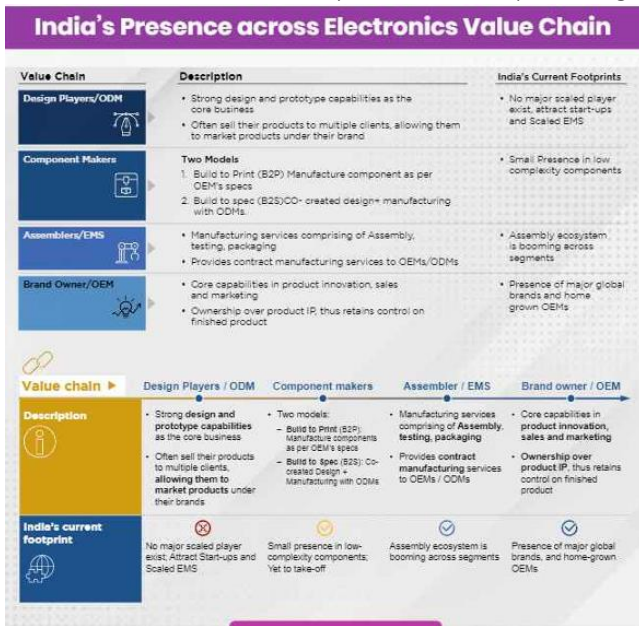 India's Presence across Electronics Value Chain
Value Chain
Description
India's Current Footprints
Design Players/ODM
• Strong design and prototype capabilities as the
core business
• Often sell their products to multiple clients, allowing them
to market products under their brand
• No major scaled player
exist, attract start-ups
and Scaled EMS
Component Makers
Two Models
1. Build to Print (B2P) Manufacture component as per
OEM's specs
2. Build to spec (B2S)CO- created design+ manufacturing
with ODMs.
• Small Presence in low
complexity components
Assemblers/EMS
• Manufacturing services comprising of Assembly,
testing, packaging
• Provides contract manufacturing services to OEMs/ODMs
• Assembly ecosystem
is booming across
segments
Brand Owner/OEM
• Core capabilities in product innovation, sales
and marketing
• Ownership over product IP, thus retains control on
finished product
• Presence of major global
brands and home
grown OEMs
Value chain
Design Players / ODM
Component makers
Assembler / EMS
Brand owner / OEM
Description
• Strong design and
prototype capabilities
as the core business
• Often sell their products
to multiple clients,
allowing them to
market products under
their brands
• Two models:
– Build to Print (B2P):
Manufacture components
as per OEM's specs
– Build to Spec (B2S): Co-
created Design +
Manufacturing with ODMs
• Manufacturing services
comprising of Assembly,
testing, packaging
• Provides contract
manufacturing services
to OEMs / ODMs
• Core capabilities in
product innovation,
sales and marketing
• Ownership over
product IP, thus retains
control on finished
product
India's current
footprint
No major scaled player
exist; Attract Start-ups and
Scaled EMS
Small presence in low-
complexity components;
Yet to take-off
Assembly ecosystem is
booming across segments
Presence of major global
brands, and home-grown
OEMs